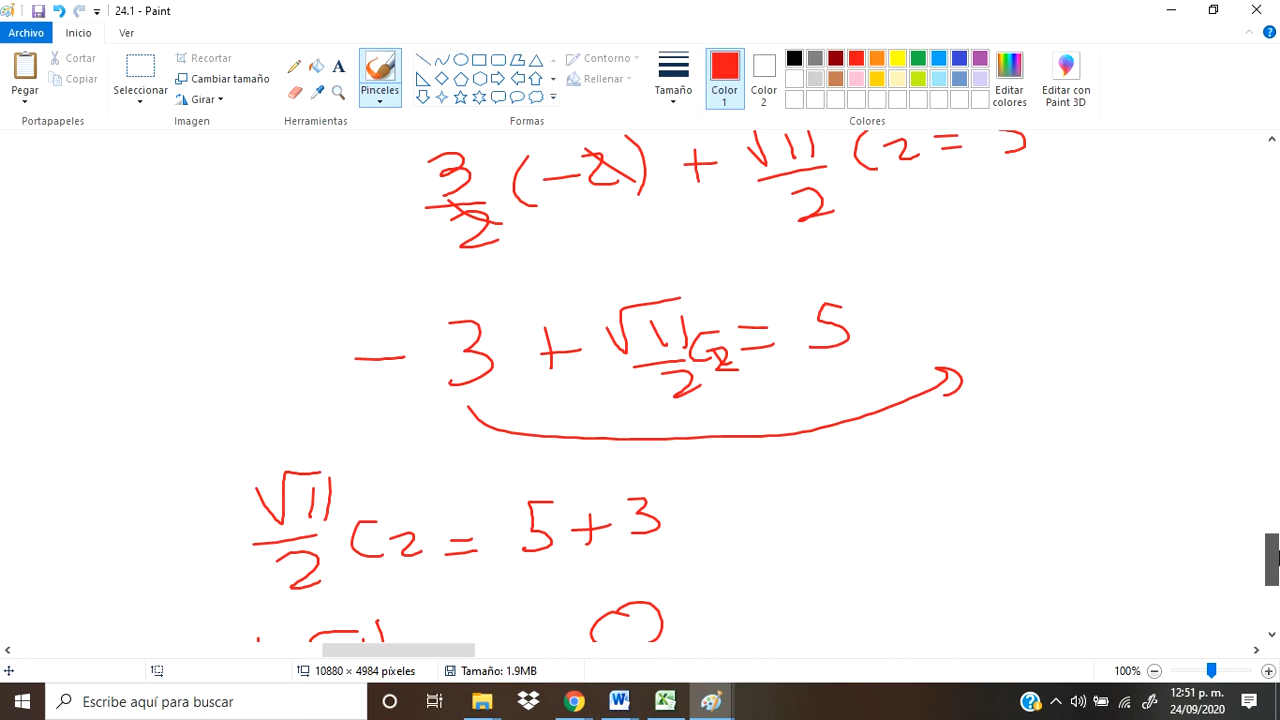 24.1 - Paint
Archivo Inicio Ver
Pegar Cortar Copiar Seleccionar Recortar Cambiar tamaño Girar Pinceles Contorno Rellenar Tamaño Color 1 Color 2 Editar colores Editar con Paint 3D
Portapapeles Imagen Herramientas Formas Colores
3/2 (-2) + √11/2 C2 =
- 3 + √11/2 C2 = 5
√11/2 C2 = 5 + 3
10880 × 4984 píxeles Tamaño: 1.9MB 100%
Escribe aquí para buscar 12:51 p. m.
24/09/2020